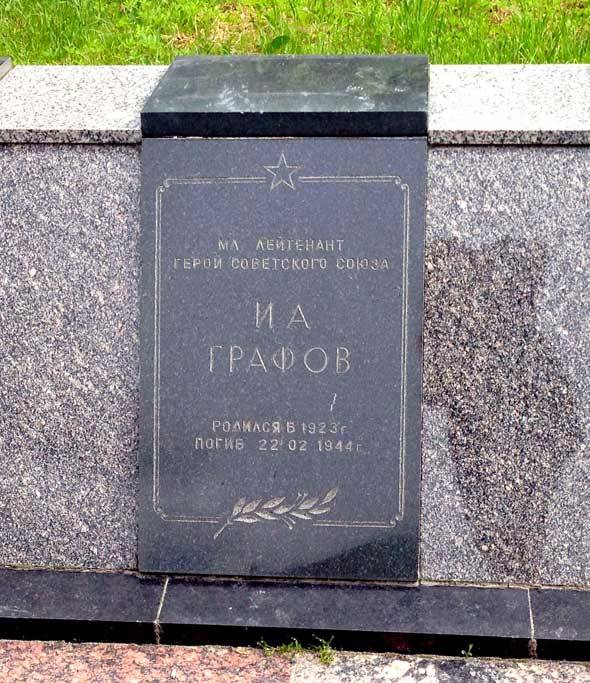 МЛ ЛЕЙТЕНАНТ
ГЕРОЙ СОВЕТСКОГО СОЮЗА
И А
ГРАФОВ
РОДИЛСЯ В 1923 г
ПОГИБ 22 02 1944 г